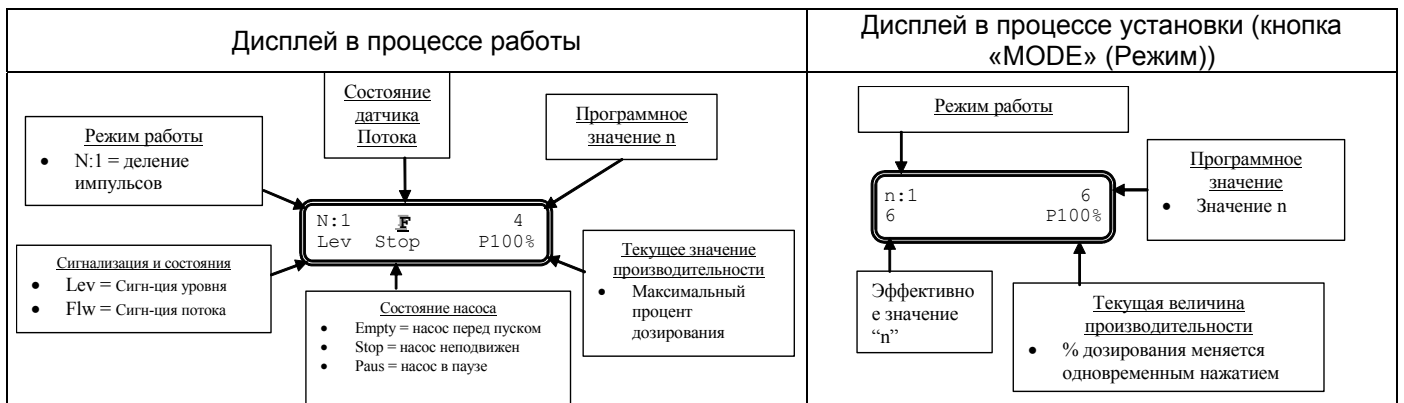 Дисплей в процессе работы
Дисплей в процессе установки (кнопка
«MODE» (Режим))
Режим работы
• N:1 = деление
импульсов
Состояние
датчика
Потока
Программное
значение n
N:1 F 4
Lev Stop P100%
Сигнализация и состояния
• Lev = Сигн-ция уровня
• Flw = Сигн-ция потока
Состояние насоса
• Empty = насос перед пуском
• Stop = насос неподвижен
• Paus = насос в паузе
Текущее значение
производительности
• Максимальный
процент
дозирования
Режим работы
n:1 6
6 P100%
Программное
значение
• Значение n
Эффективно
е значение
“n”
Текущая величина
производительности
• % дозирования меняется
одновременным нажатием